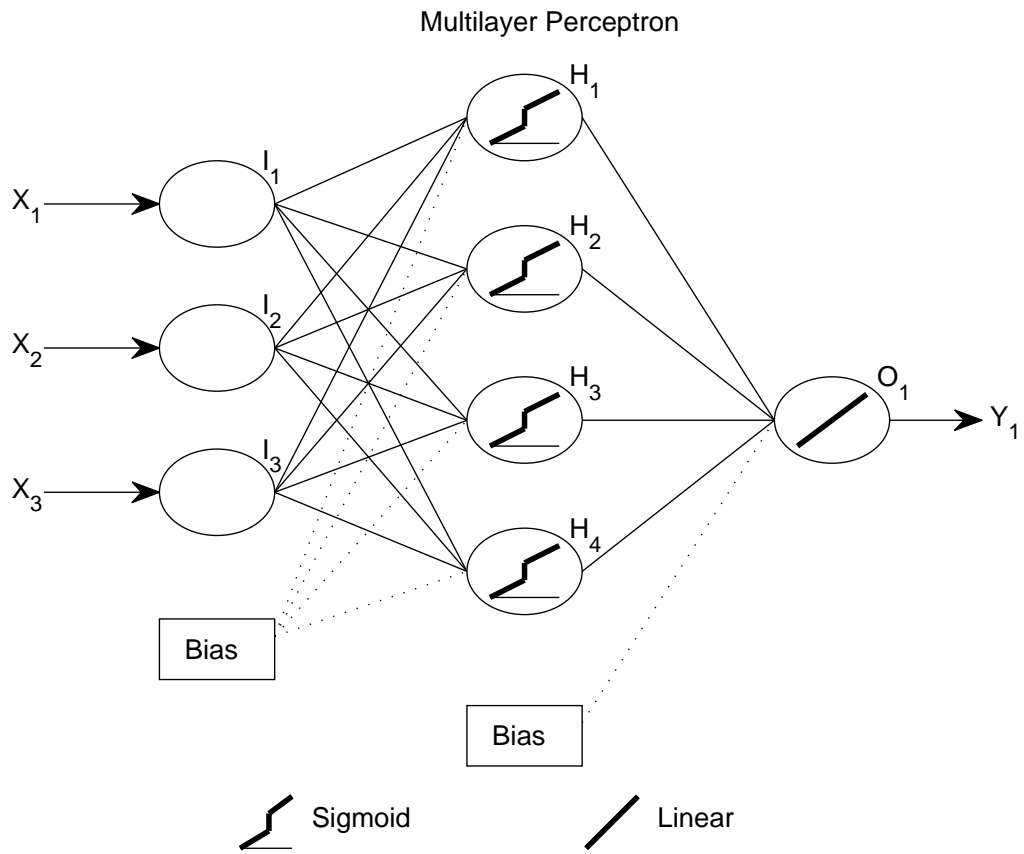 Multilayer Perceptron
H1
I1
X1
H2
I2
X2
H3
O1
Y1
I3
X3
H4
Bias
Bias
Sigmoid
Linear